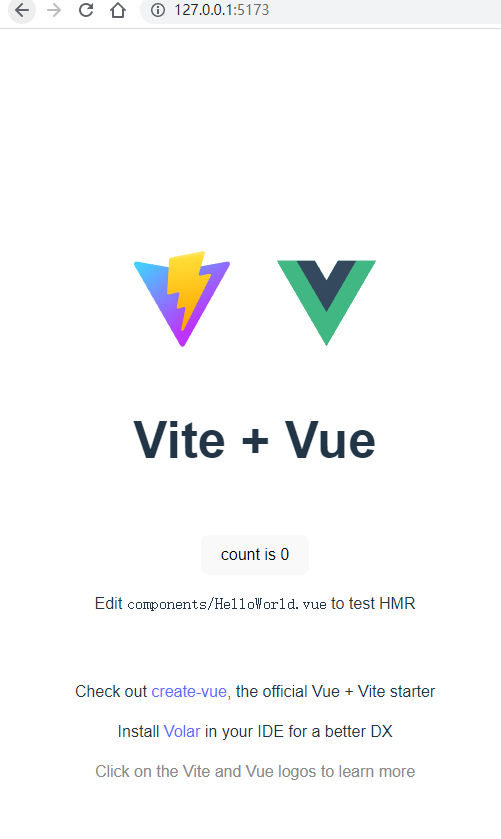 127.0.0.1:5173
Vite + Vue
count is 0
Edit components/HelloWorld.vue to test HMR
Check out create-vue, the official Vue + Vite starter
Install Volar in your IDE for a better DX
Click on the Vite and Vue logos to learn more